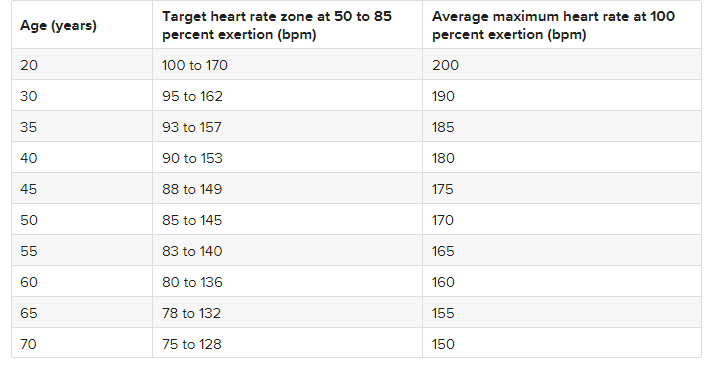 Age (years) Target heart rate zone at 50 to 85 percent exertion (bpm) Average maximum heart rate at 100 percent exertion (bpm)
20 100 to 170 200
30 95 to 162 190
35 93 to 157 185
40 90 to 153 180
45 88 to 149 175
50 85 to 145 170
55 83 to 140 165
60 80 to 136 160
65 78 to 132 155
70 75 to 128 150